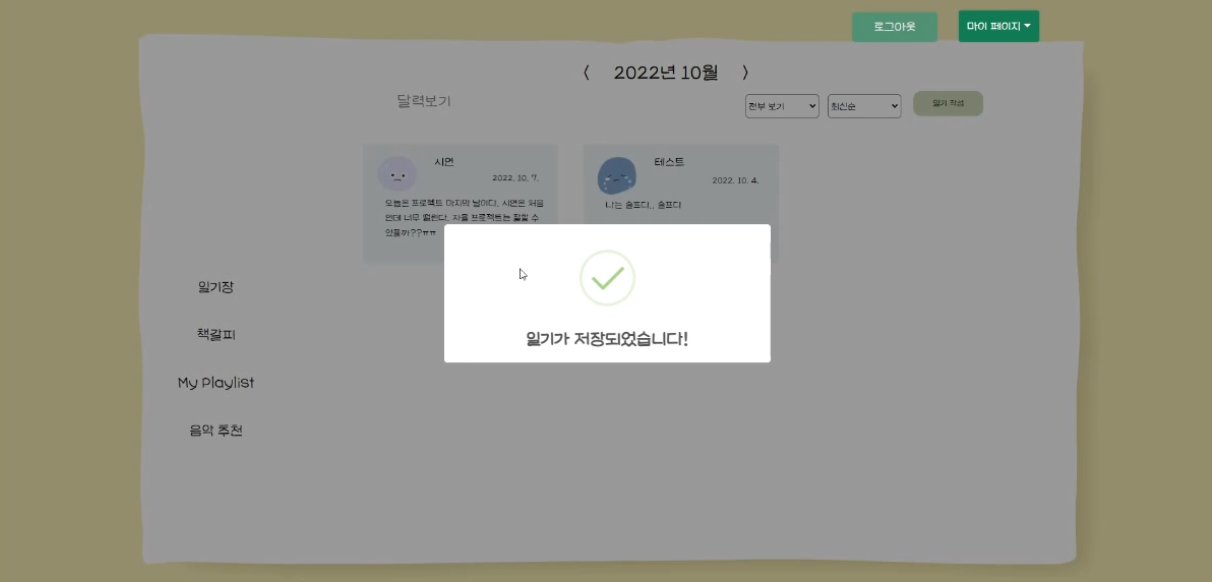 로그아웃
마이 페이지
〈 2022년 10월 〉
달력보기
전부 보기
최신순
일기 작성
시연
2022. 10. 7.
오늘은 프로젝트 마지막 날이다. 시연은 처음
인데 너무 떨린다. 자율 프로젝트는 잘할 수
있을까??ㅠㅠ
테스트
2022. 10. 4.
나는 슬프다.. 슬프다
일기가 저장되었습니다!
일기장
책갈피
My Playlist
음악 추천